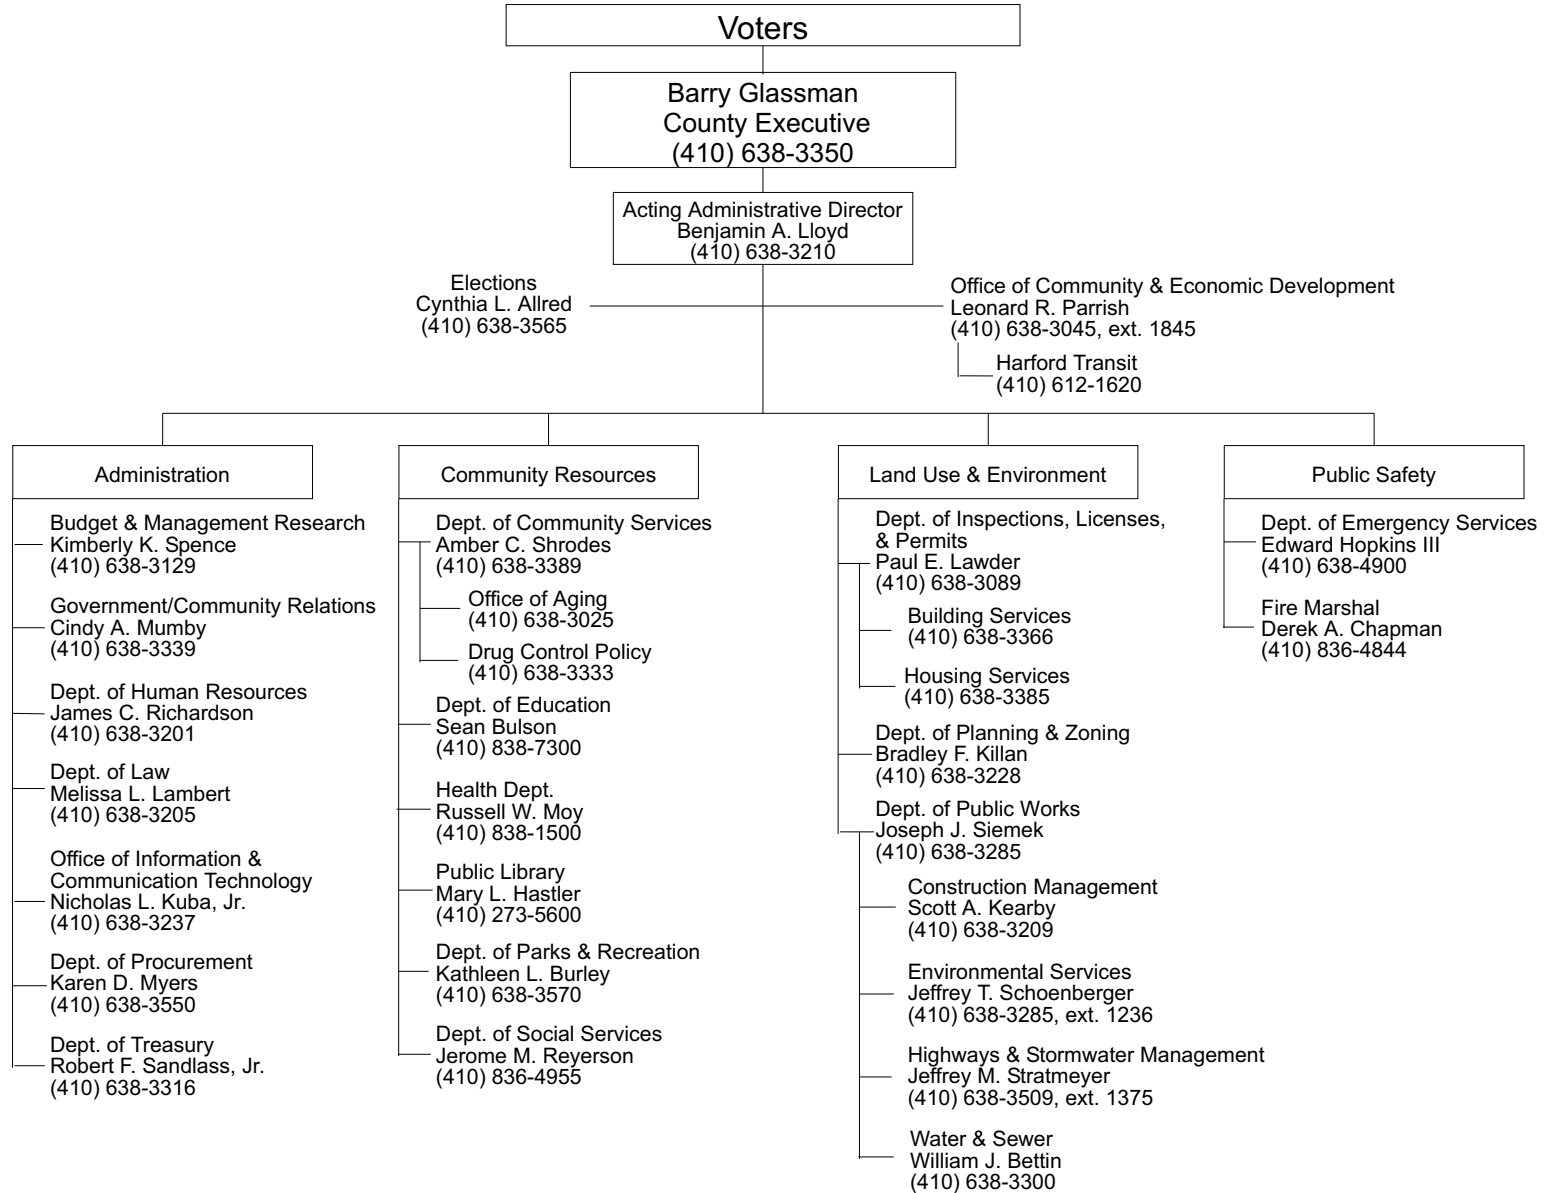 Voters
Barry Glassman
County Executive
(410) 638-3350
Acting Administrative Director
Benjamin A. Lloyd
(410) 638-3210
Elections
Cynthia L. Allred
(410) 638-3565
Office of Community & Economic Development
Leonard R. Parrish
(410) 638-3045, ext. 1845
Harford Transit
(410) 612-1620
Administration
Budget & Management Research
Kimberly K. Spence
(410) 638-3129
Government/Community Relations
Cindy A. Mumby
(410) 638-3339
Dept. of Human Resources
James C. Richardson
(410) 638-3201
Dept. of Law
Melissa L. Lambert
(410) 638-3205
Office of Information &
Communication Technology
Nicholas L. Kuba, Jr.
(410) 638-3237
Dept. of Procurement
Karen D. Myers
(410) 638-3550
Dept. of Treasury
Robert F. Sandlass, Jr.
(410) 638-3316
Community Resources
Dept. of Community Services
Amber C. Shrodes
(410) 638-3389
Office of Aging
(410) 638-3025
Drug Control Policy
(410) 638-3333
Dept. of Education
Sean Bulson
(410) 838-7300
Health Dept.
Russell W. Moy
(410) 838-1500
Public Library
Mary L. Hastler
(410) 273-5600
Dept. of Parks & Recreation
Kathleen L. Burley
(410) 638-3570
Dept. of Social Services
Jerome M. Reyerson
(410) 836-4955
Land Use & Environment
Dept. of Inspections, Licenses,
& Permits
Paul E. Lawder
(410) 638-3089
Building Services
(410) 638-3366
Housing Services
(410) 638-3385
Dept. of Planning & Zoning
Bradley F. Killan
(410) 638-3228
Dept. of Public Works
Joseph J. Siemek
(410) 638-3285
Construction Management
Scott A. Kearby
(410) 638-3209
Environmental Services
Jeffrey T. Schoenberger
(410) 638-3285, ext. 1236
Highways & Stormwater Management
Jeffrey M. Stratmeyer
(410) 638-3509, ext. 1375
Water & Sewer
William J. Bettin
(410) 638-3300
Public Safety
Dept. of Emergency Services
Edward Hopkins III
(410) 638-4900
Fire Marshal
Derek A. Chapman
(410) 836-4844